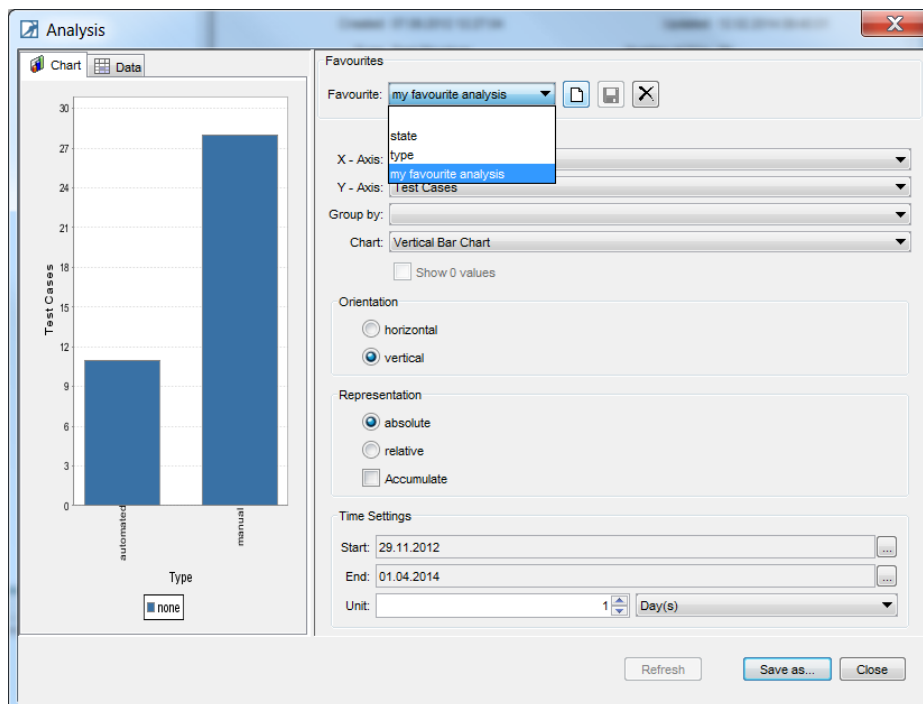 Analysis
Chart
Data
30
27
24
21
18
15
12
9
6
3
0
Test Cases
automated
manual
Type
none
Favourites
Favourite: my favourite analysis
state
type
my favourite analysis
X - Axis:
Y - Axis: Test Cases
Group by:
Chart: Vertical Bar Chart
Show 0 values
Orientation
horizontal
vertical
Representation
absolute
relative
Accumulate
Time Settings
Start: 29.11.2012 ...
End: 01.04.2014 ...
Unit: 1 Day(s)
Refresh Save as... Close